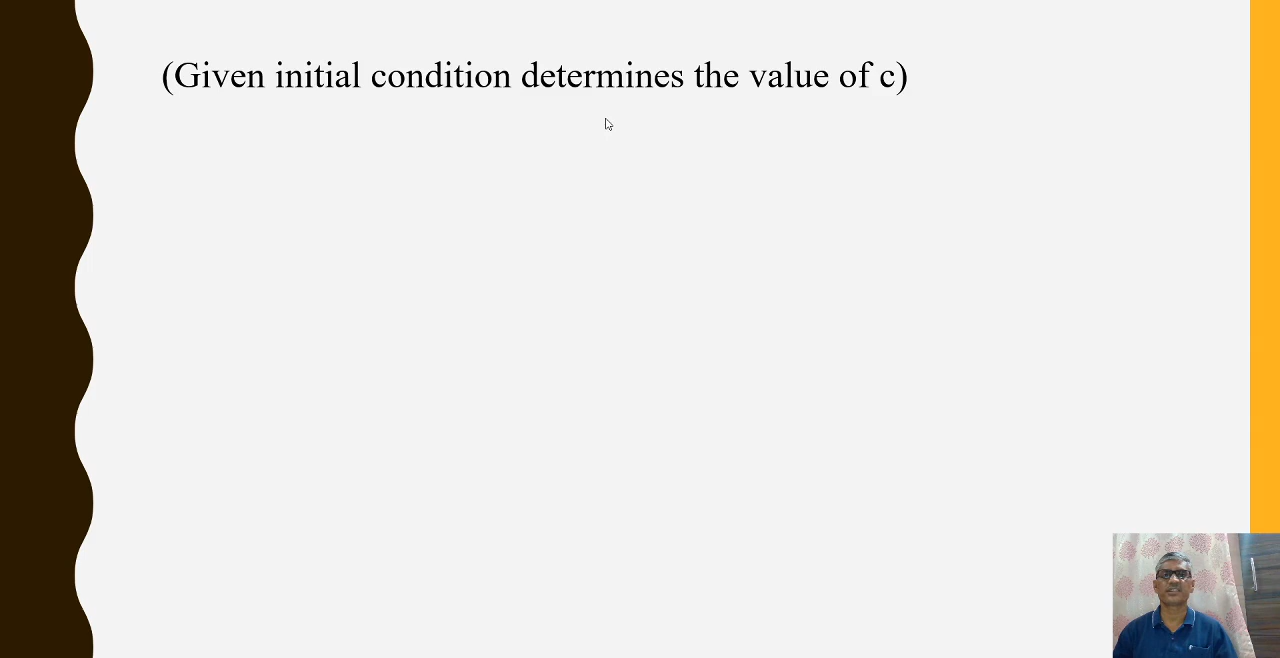 (Given initial condition determines the value of c)